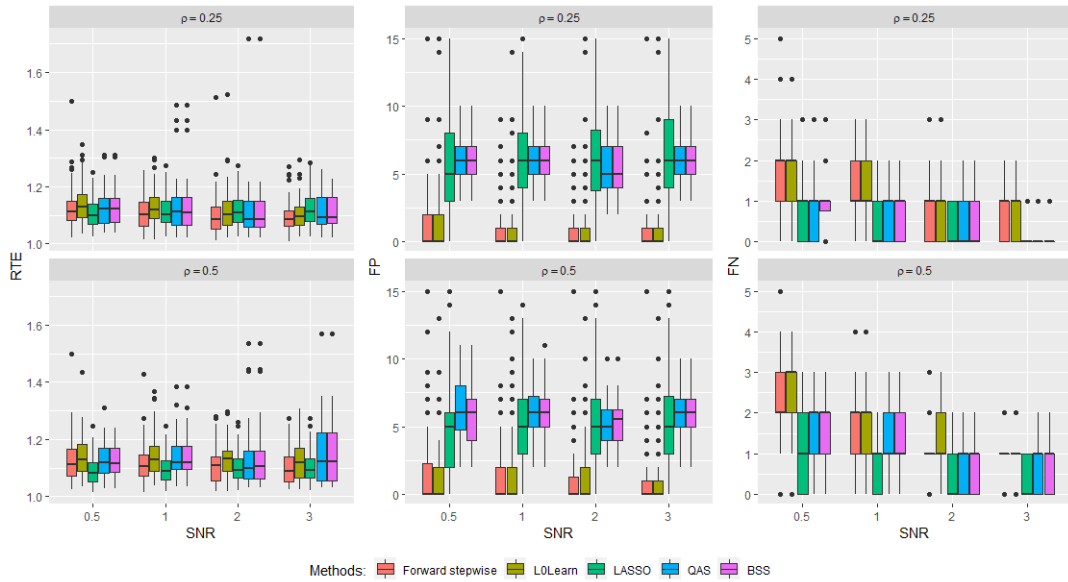 ρ = 0.25
ρ = 0.25
ρ = 0.25
1.6
1.4
1.2
1.0
15
10
5
0
5
4
3
2
1
0
RTE
FP
FN
ρ = 0.5
ρ = 0.5
ρ = 0.5
1.6
1.4
1.2
1.0
15
10
5
0
5
4
3
2
1
0
0.5 1 2 3
0.5 1 2 3
0.5 1 2 3
SNR
SNR
SNR
Methods: Forward stepwise L0Learn LASSO QAS BSS